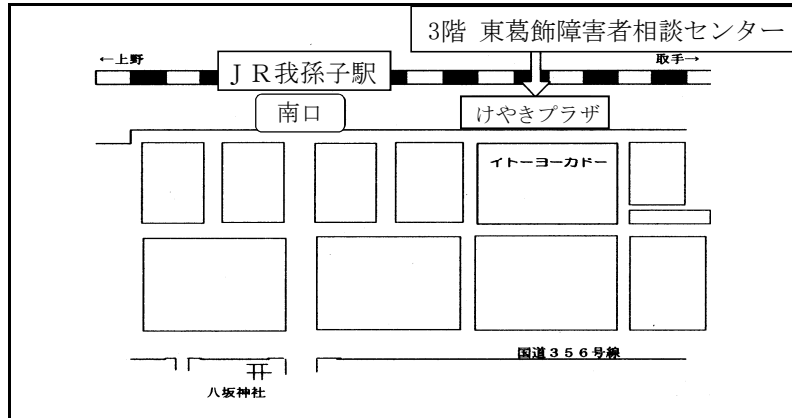 3階 東葛飾障害者相談センター
←上野
取手→
JR我孫子駅
南口
けやきプラザ
イトーヨーカドー
国道356号線
八坂神社